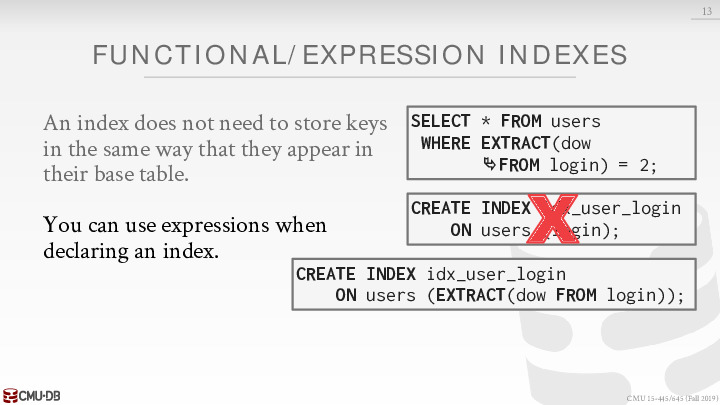 13
FUNCTIONAL/EXPRESSION INDEXES
An index does not need to store keys
in the same way that they appear in
their base table.
You can use expressions when
declaring an index.
SELECT * FROM users
WHERE EXTRACT(dow
↳FROM login) = 2;
CREATE INDEX _user_login
ON users gin);
X
CREATE INDEX idx_user_login
ON users (EXTRACT(dow FROM login));
CMU·DB
CMU 15-445/645 (Fall 2019)